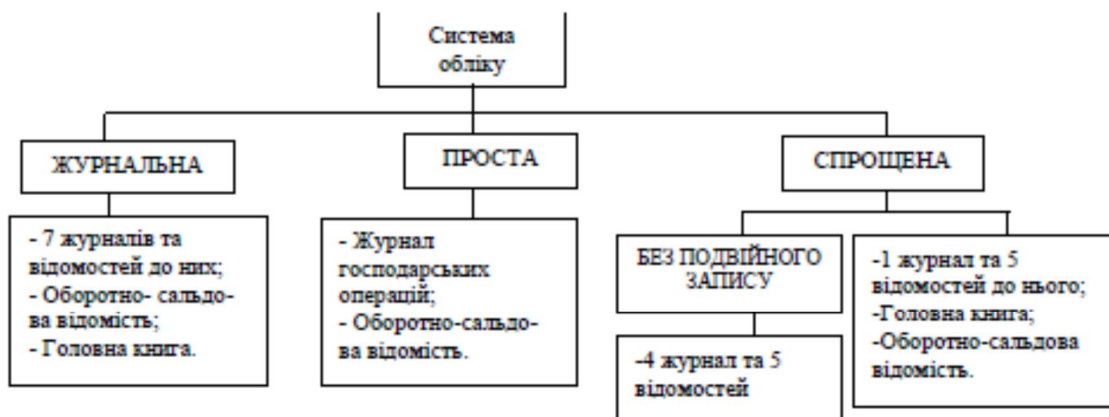 Система
обліку
ЖУРНАЛЬНА
ПРОСТА
СПРОЩЕНА
- 7 журналів та
відомостей до них;
- Оборотно- сальдо-
ва відомість;
- Головна книга.
- Журнал
господарських
операцій;
- Оборотно-сальдо-
ва відомість.
БЕЗ ПОДВІЙНОГО
ЗАПИСУ
-4 журнал та 5
відомостей
-1 журнал та 5
відомостей до нього;
-Головна книга;
-Оборотно-сальдова
відомість.